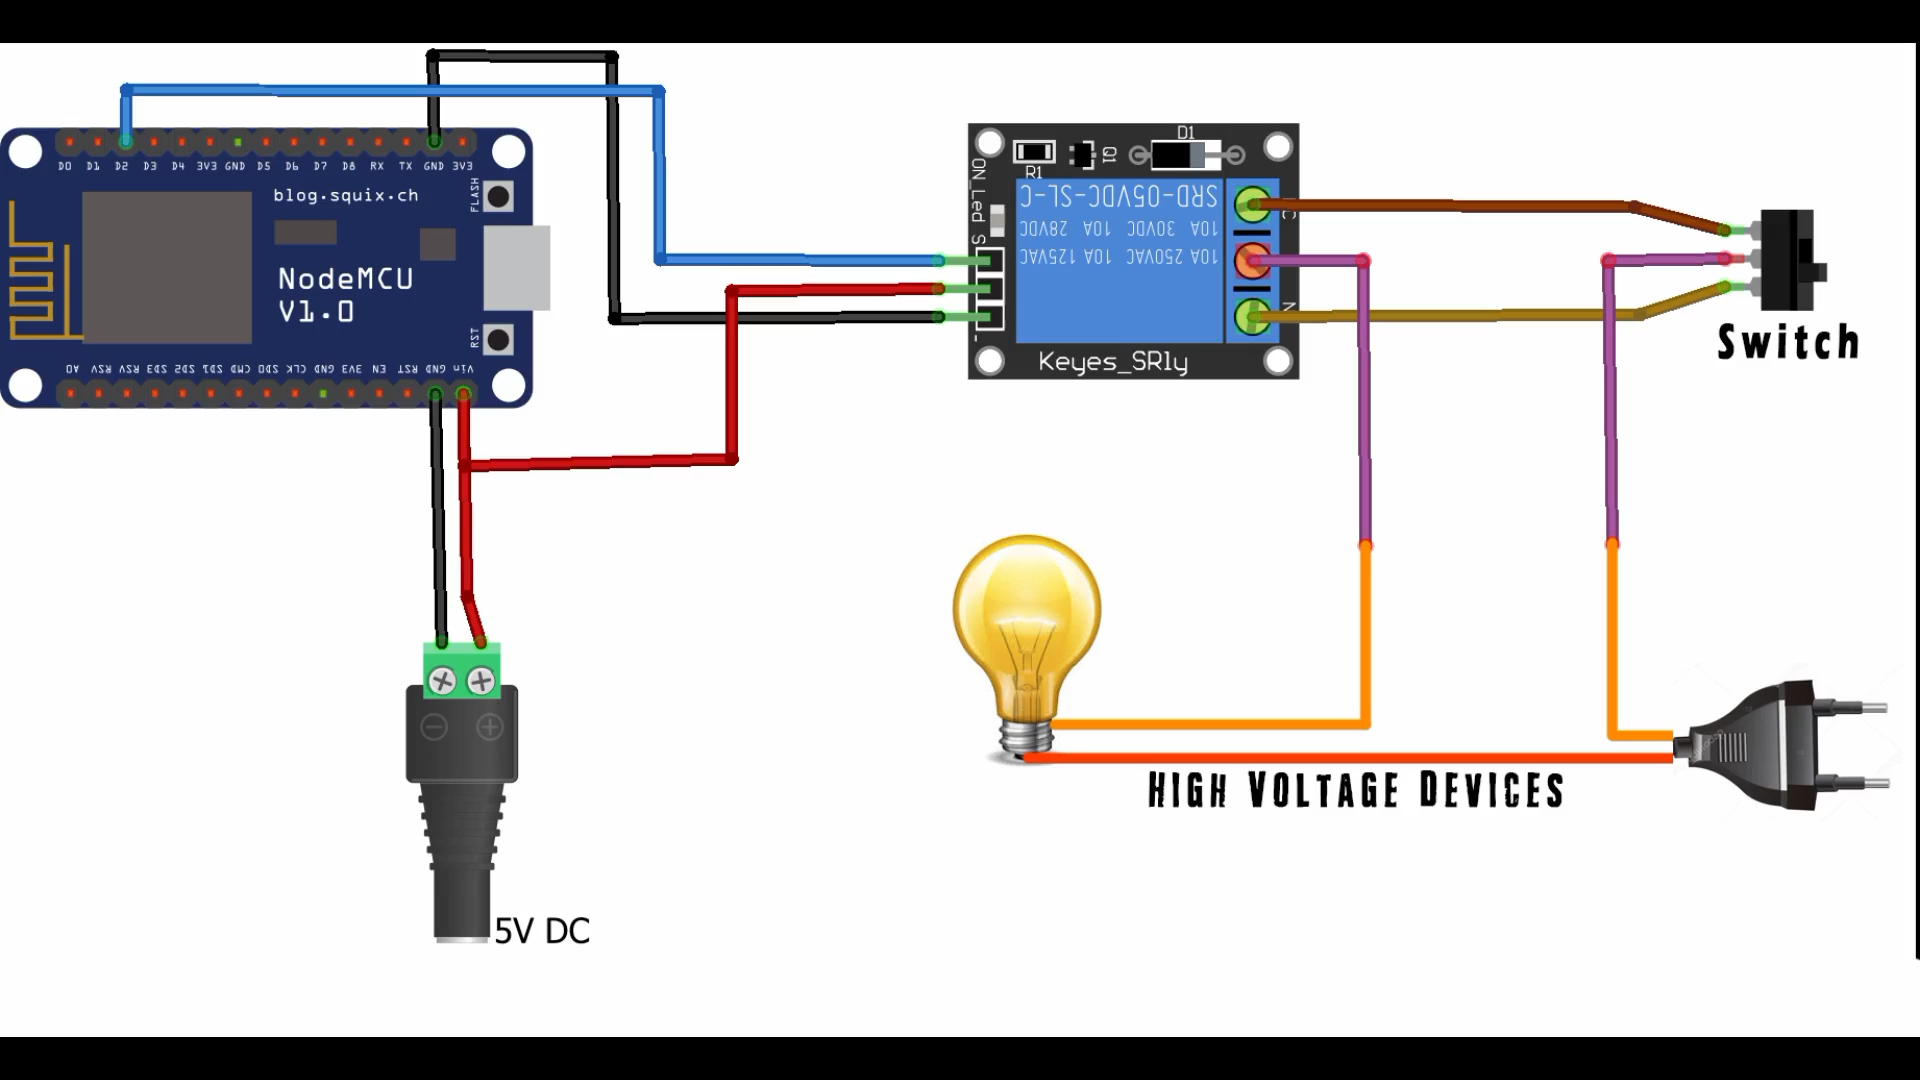 D0 D1 D2 D3 D4 3V3 GND D5 D6 D7 D8 RX TX GND 3V3
FLASH
blog.squix.ch
NodeMCU
V1.0
RST
A0 RSV RSV SD3 SD2 SD1 CMD SD0 CLK GND 3V3 EN RST GND Vin
5V DC
D1
Q1
R1
ON_Led
S
-
SRD-05VDC-SL-C
10A 30VDC 10A 28VDC
10A 250VAC 10A 125VAC
Keyes_SRly
Switch
HIGH VOLTAGE DEVICES